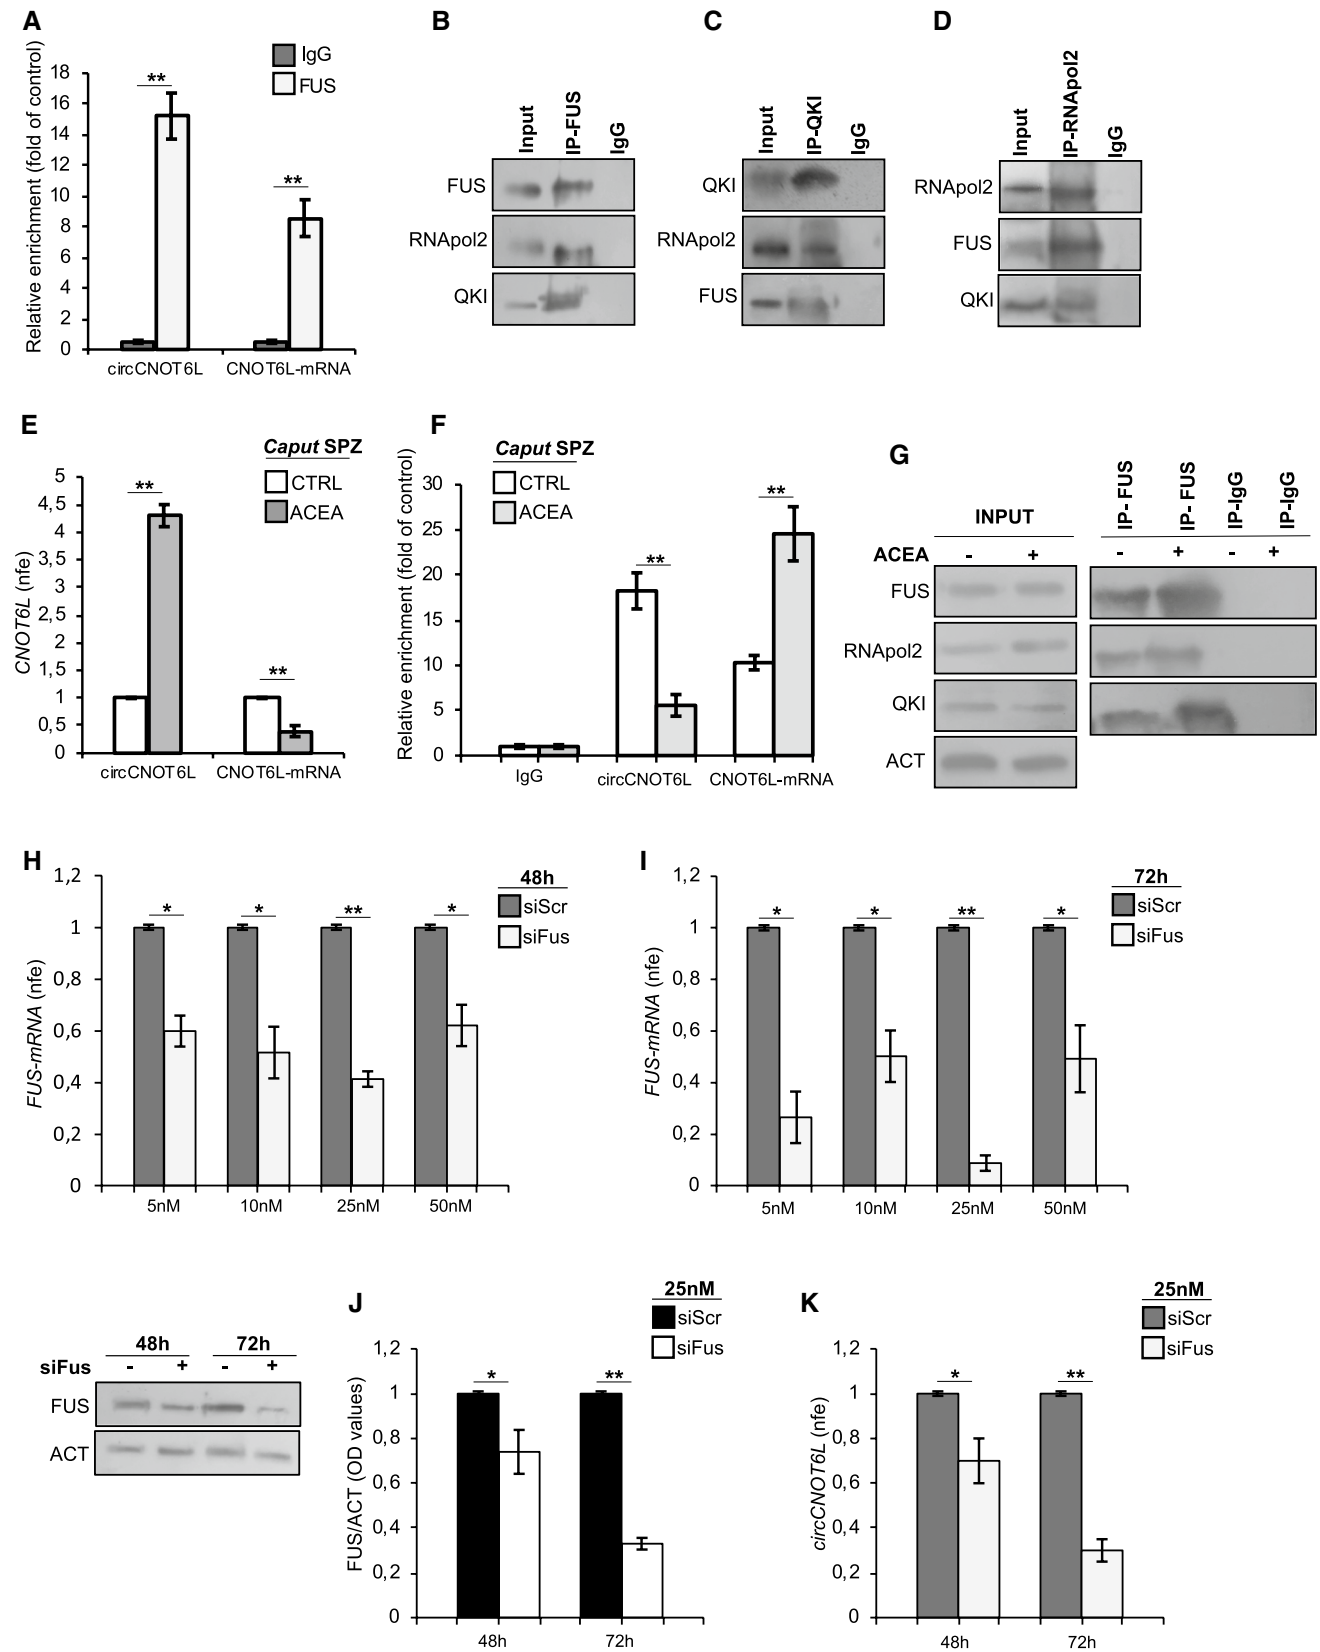 A
IgG
FUS
Relative enrichment (fold of control)
18
16
14
12
10
8
6
4
2
0
**
**
circCNOT6L
CNOT6L-mRNA
B
Input
IP-FUS
IgG
FUS
RNApol2
QKI
C
Input
IP-QKI
IgG
QKI
RNApol2
FUS
D
Input
IP-RNApol2
IgG
RNApol2
FUS
QKI
E
Caput SPZ
CTRL
ACEA
CNOT6L (nfe)
5
4,5
4
3,5
3
2,5
2
1,5
1
0,5
0
**
**
circCNOT6L
CNOT6L-mRNA
F
Caput SPZ
CTRL
ACEA
Relative enrichment (fold of control)
30
25
20
15
10
5
0
**
**
IgG
circCNOT6L
CNOT6L-mRNA
G
INPUT
IP- FUS
IP- FUS
IP-IgG
IP-IgG
ACEA - + - + - +
FUS
RNApol2
QKI
ACT
H
48h
siScr
siFus
FUS-mRNA (nfe)
1,2
1
0,8
0,6
0,4
0,2
0
* * ** *
5nM 10nM 25nM 50nM
I
72h
siScr
siFus
FUS-mRNA (nfe)
1,2
1
0,8
0,6
0,4
0,2
0
* * ** *
5nM 10nM 25nM 50nM
48h 72h
siFus - + - +
FUS
ACT
J
25nM
siScr
siFus
FUS/ACT (OD values)
1,2
1
0,8
0,6
0,4
0,2
0
* **
48h 72h
K
25nM
siScr
siFus
circCNOT6L (nfe)
1,2
1
0,8
0,6
0,4
0,2
0
* **
48h 72h